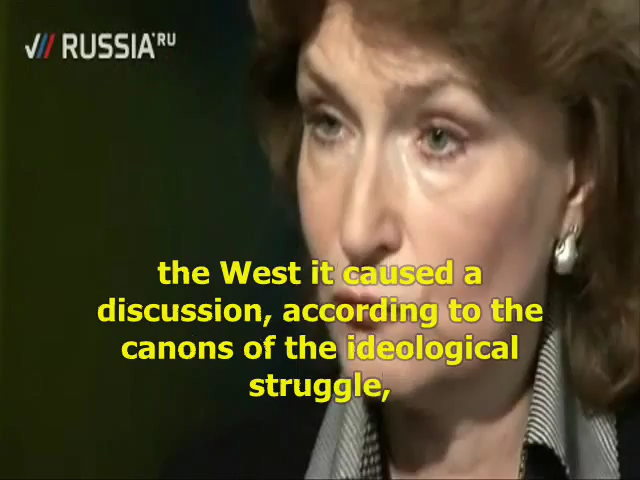 RUSSIA.RU
the West it caused a
discussion, according to the
canons of the ideological
struggle,